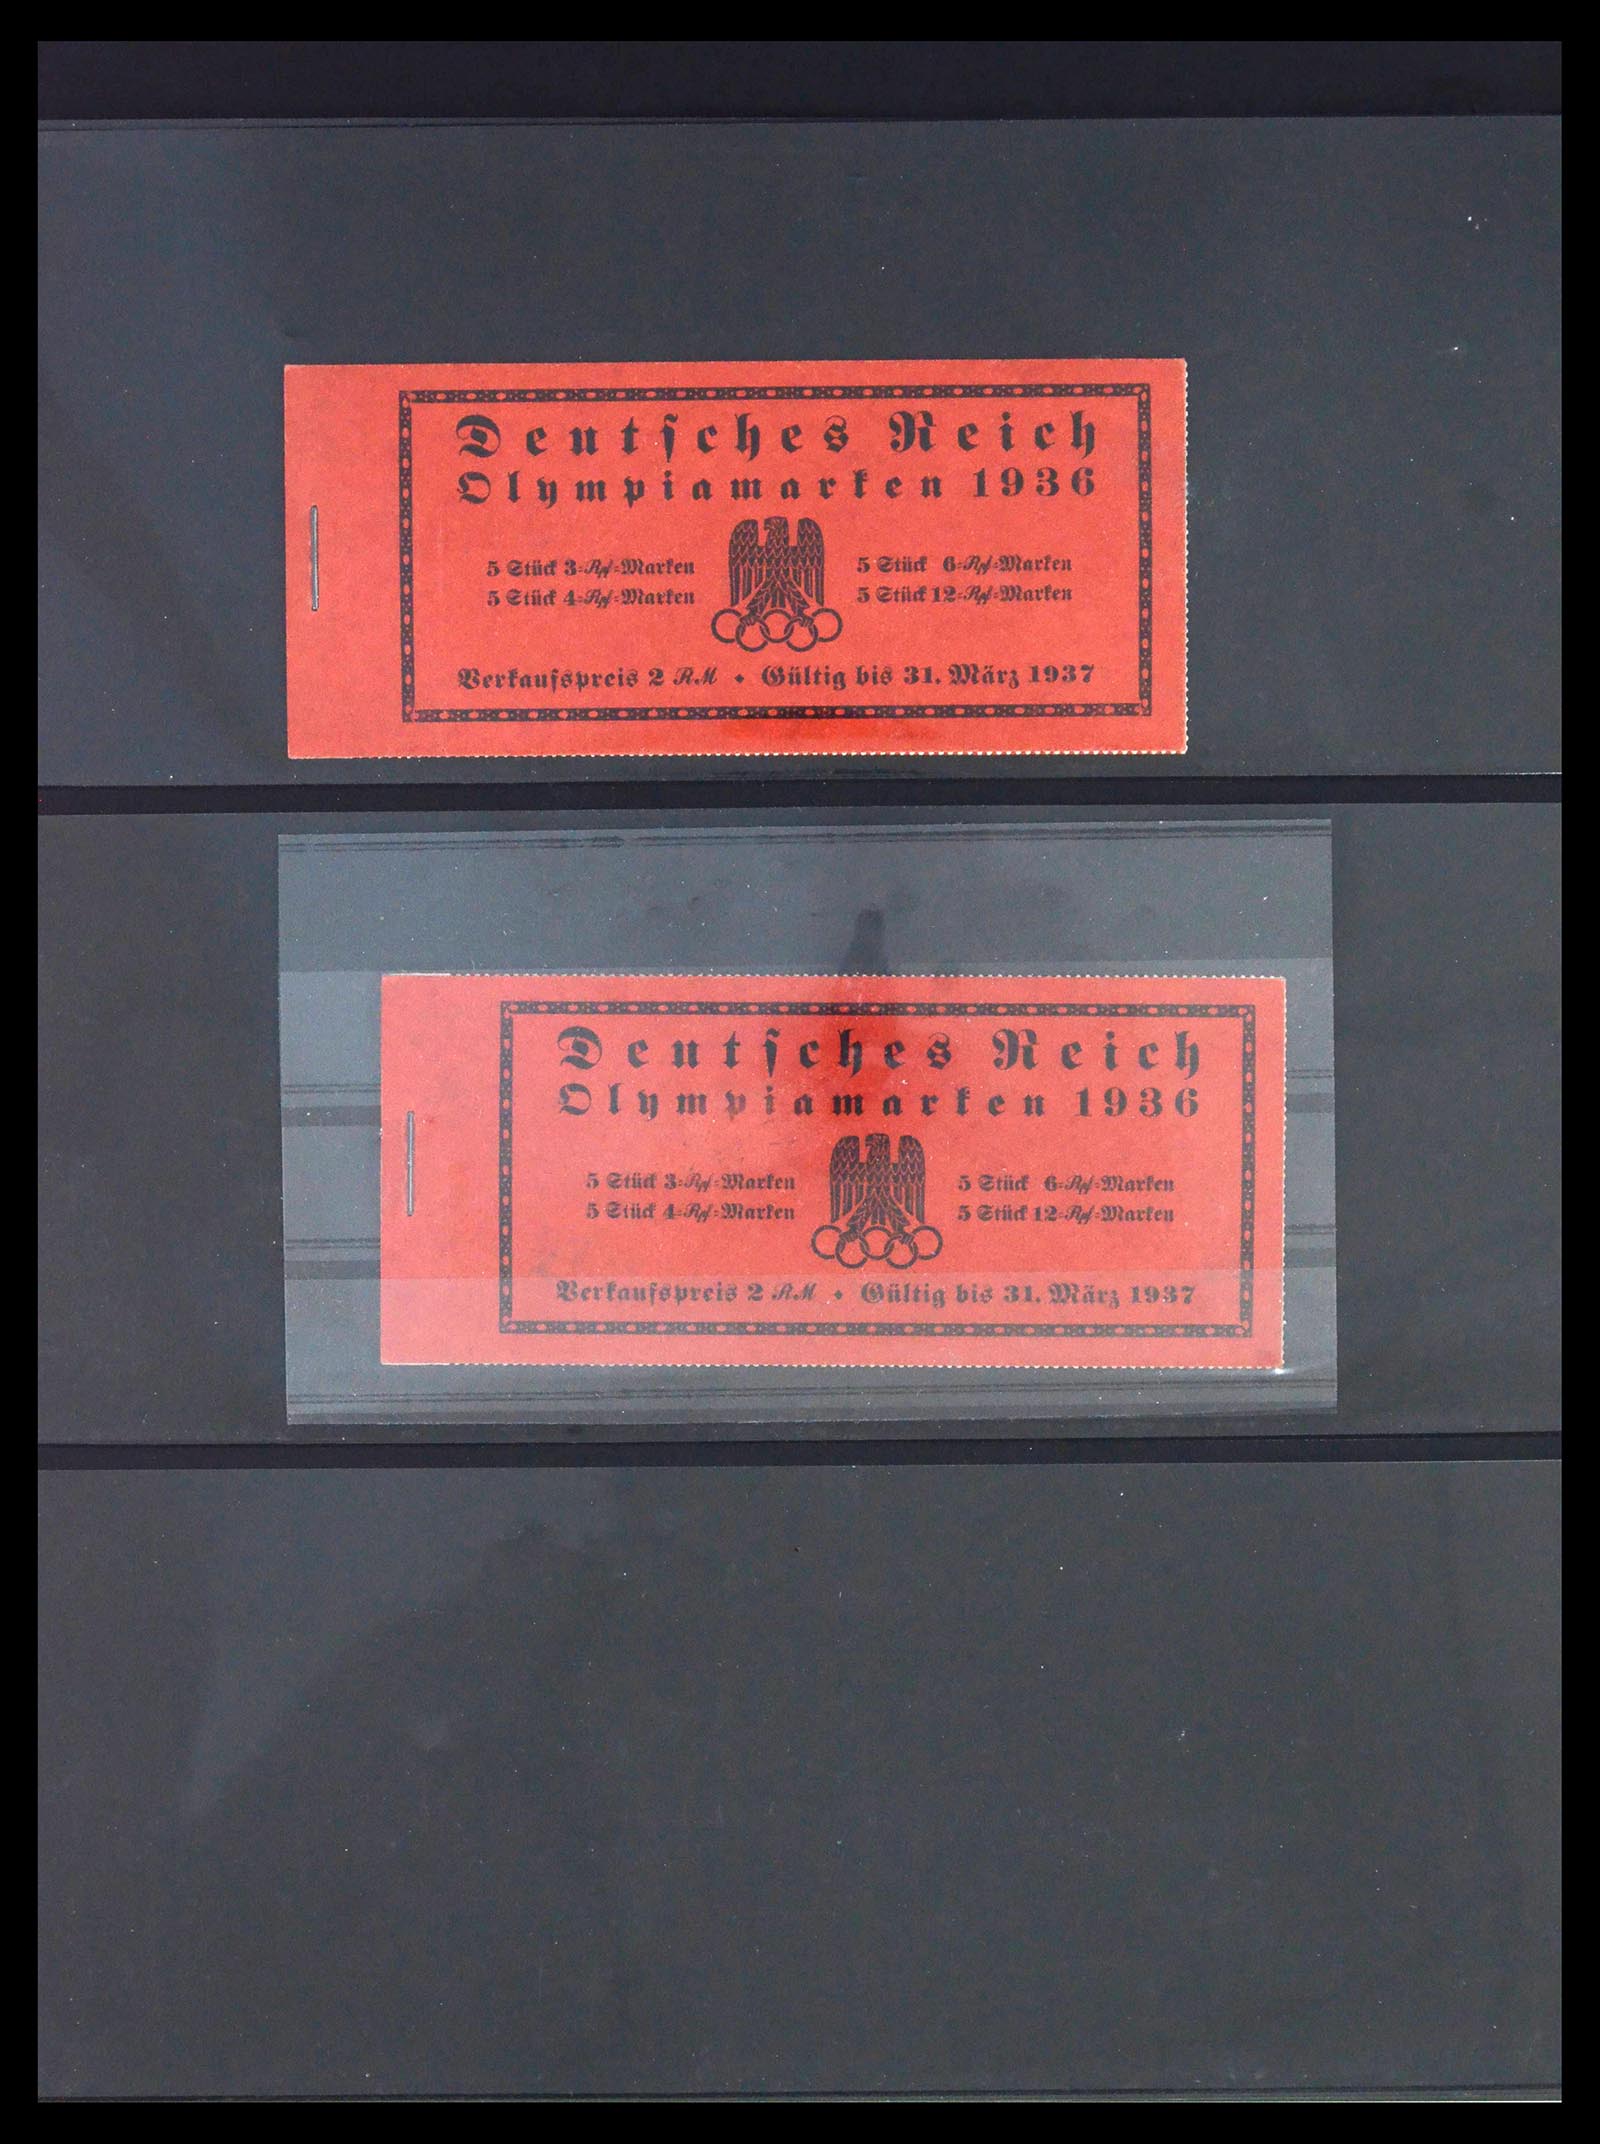 Deutsches Reich
Olympiamarken 1936
5 Stück 3=Rpf=Marken
5 Stück 4=Rpf=Marken
5 Stück 6=Rpf=Marken
5 Stück 12=Rpf=Marken
Verkaufspreis 2 RM ⬥ Gültig bis 31. März 1937
Deutsches Reich
Olympiamarken 1936
5 Stück 3=Rpf=Marken
5 Stück 4=Rpf=Marken
5 Stück 6=Rpf=Marken
5 Stück 12=Rpf=Marken
Verkaufspreis 2 RM ⬥ Gültig bis 31. März 1937